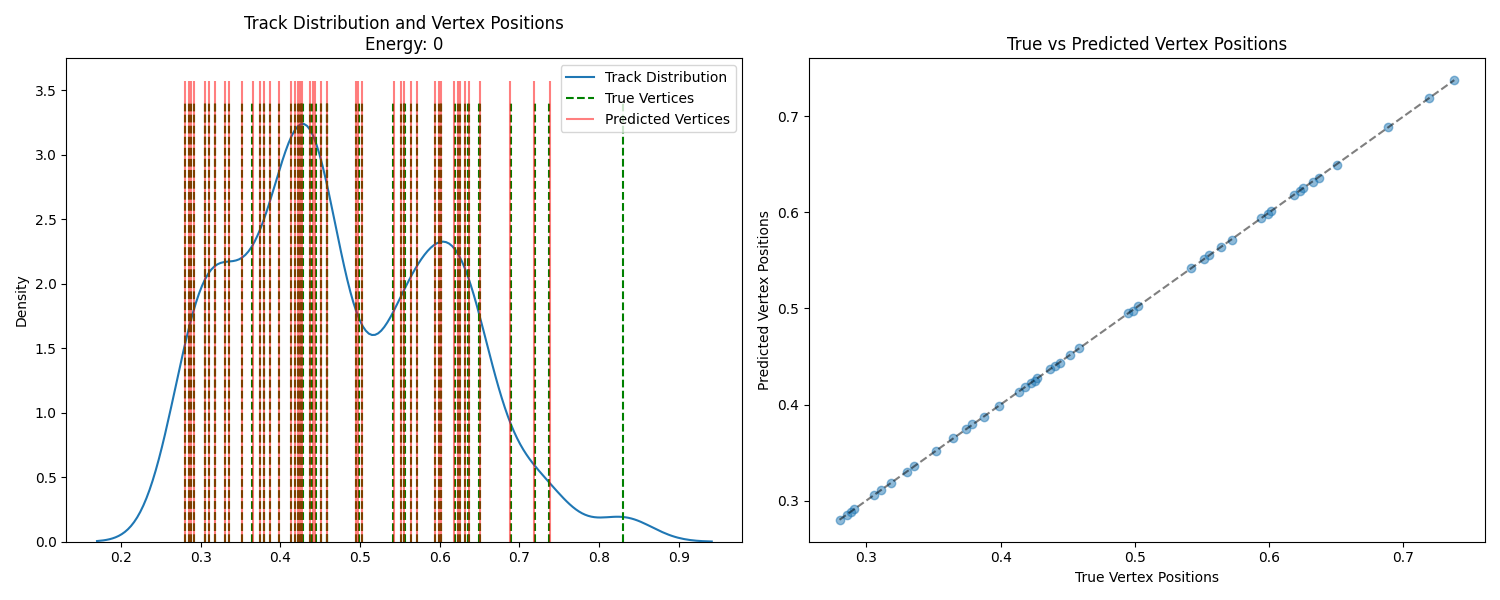 Track Distribution and Vertex Positions
Energy: 0
Density
3.5
3.0
2.5
2.0
1.5
1.0
0.5
0.0
0.2
0.3
0.4
0.5
0.6
0.7
0.8
0.9
Track Distribution
True Vertices
Predicted Vertices
True vs Predicted Vertex Positions
Predicted Vertex Positions
0.7
0.6
0.5
0.4
0.3
0.3
0.4
0.5
0.6
0.7
True Vertex Positions